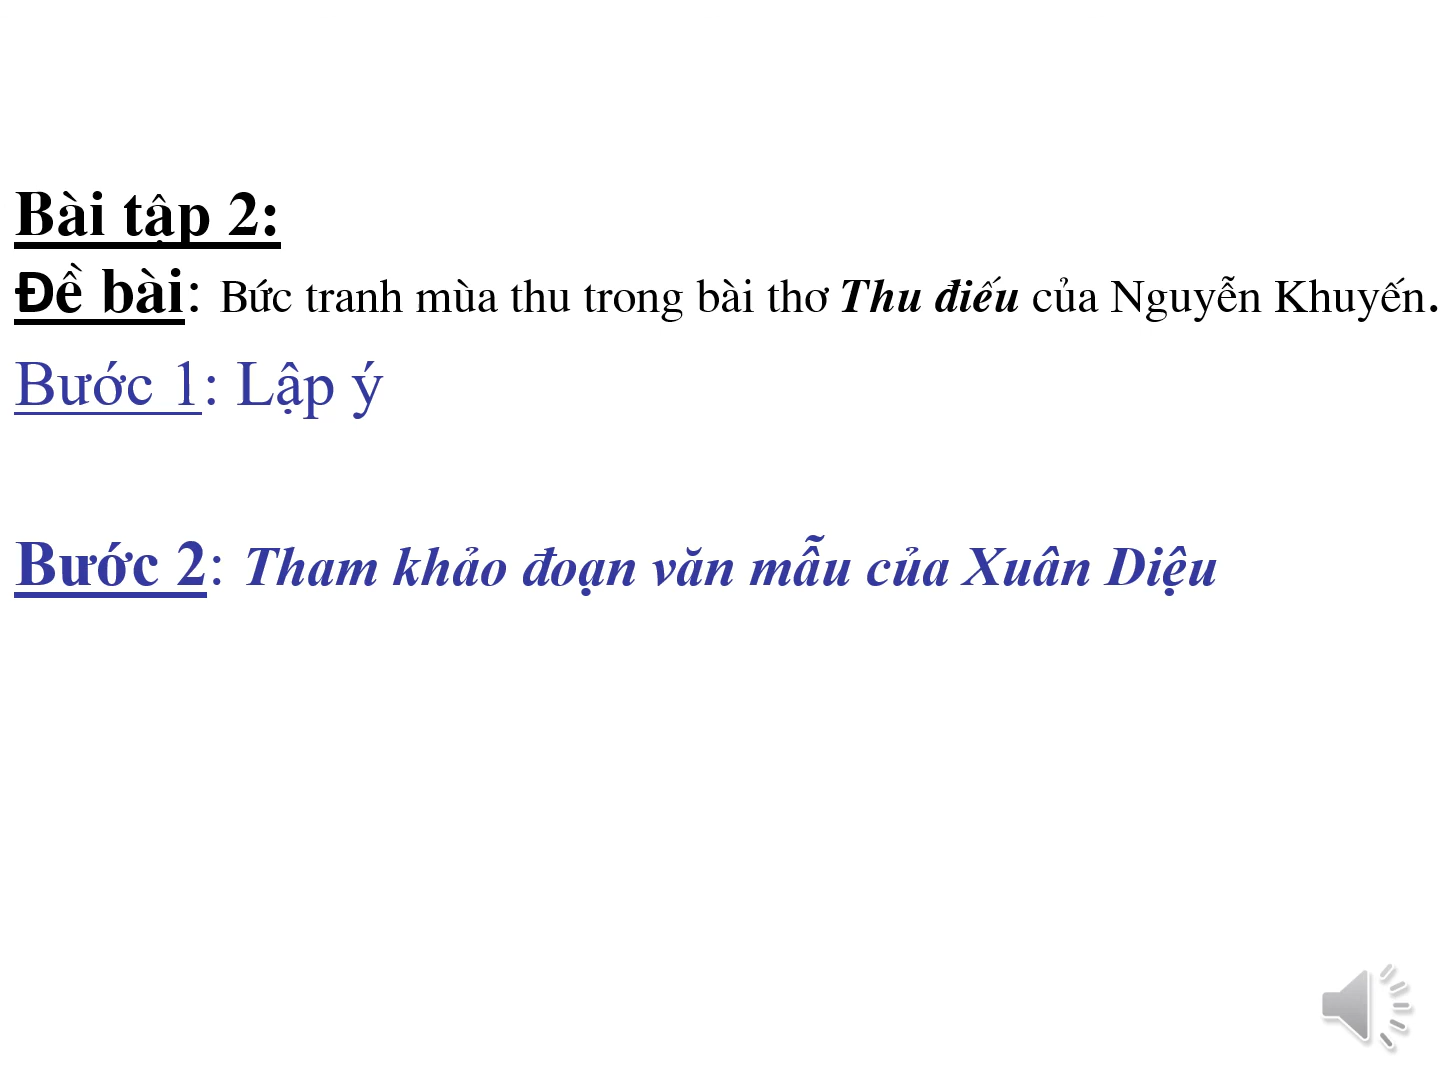 Bài tập 2:
Đề bài: Bức tranh mùa thu trong bài thơ Thu điếu của Nguyễn Khuyến.
Bước 1: Lập ý
Bước 2: Tham khảo đoạn văn mẫu của Xuân Diệu